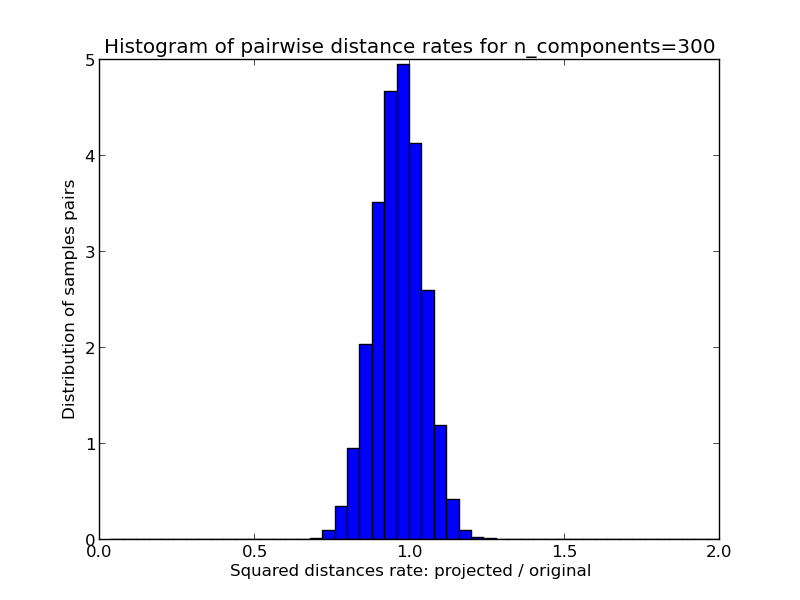 Histogram of pairwise distance rates for n_components=300
5
4
3
2
1
0
Distribution of samples pairs
0.0 0.5 1.0 1.5 2.0
Squared distances rate: projected / original